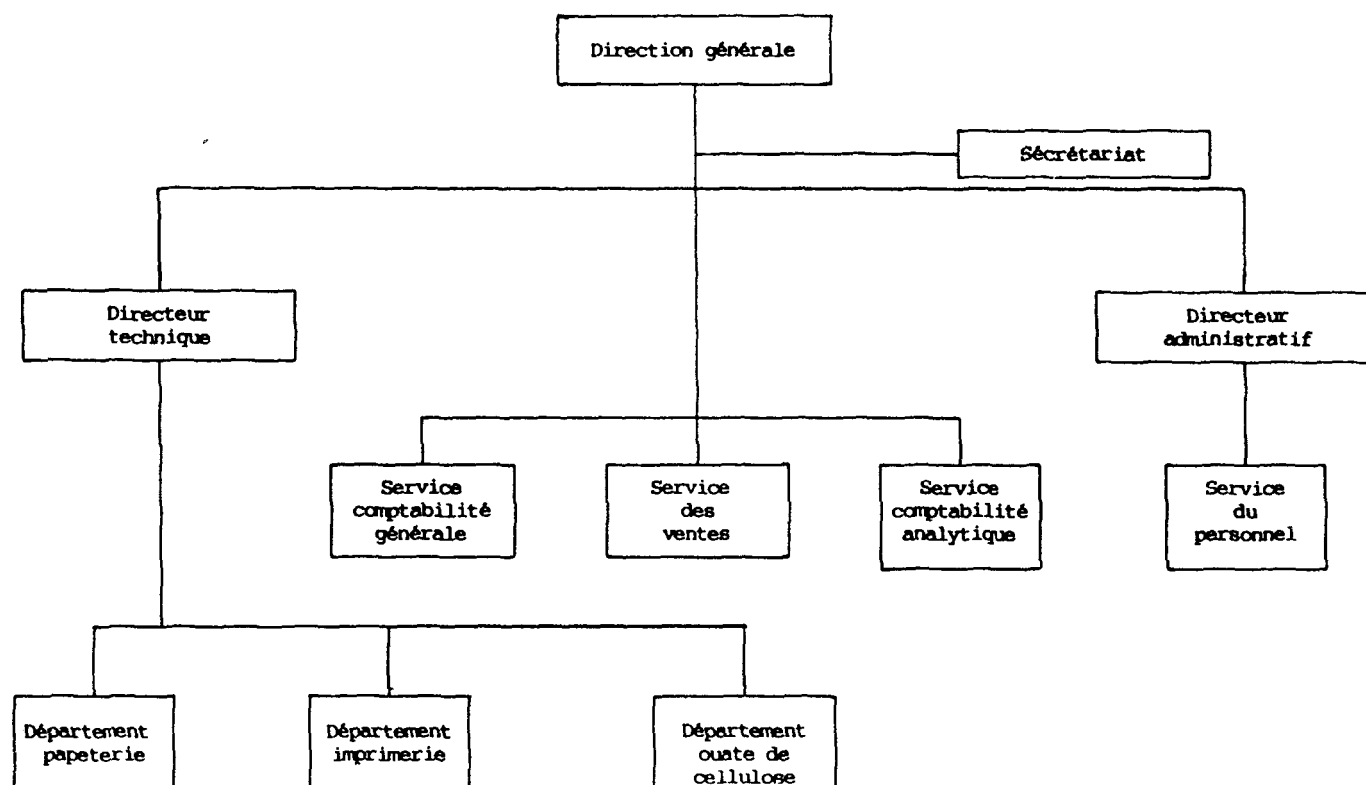 Direction générale
Sécrétariat
Directeur
technique
Directeur
administratif
Service
comptabilité
générale
Service
des
ventes
Service
comptabilité
analytique
Service
du
personnel
Département
papeterie
Département
imprimerie
Département
ouate de
cellulose